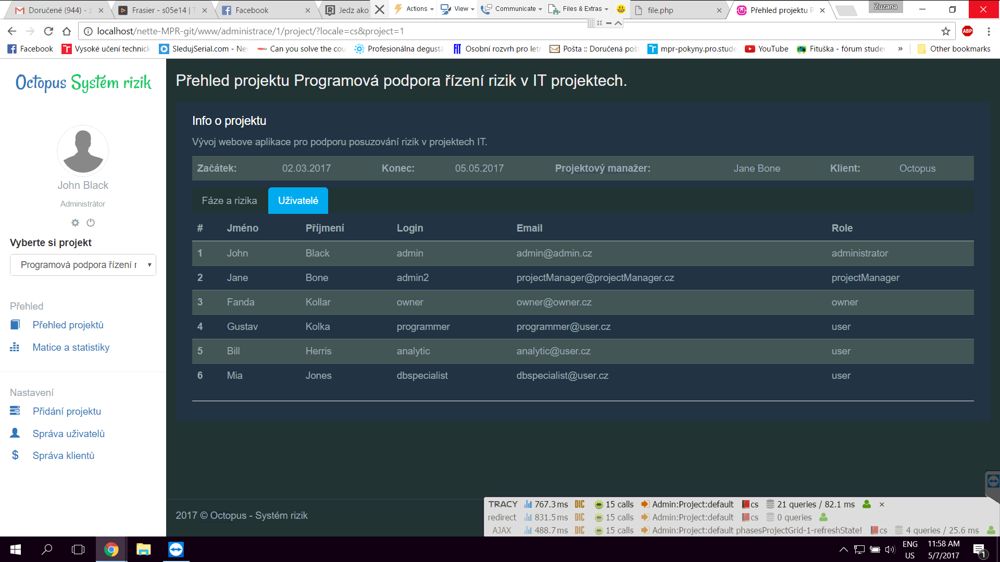 Doručené (944) - z
Frasier - s05e14 | T
Facebook
Jedz ako
Actions
View
Communicate
Files & Extras
file.php
Přehled projektu P
Zuzana
localhost/nette-MPR-git/www/administrace/1/project/?locale=cs&project=1
ABP
Facebook
Vysoké učení technick
SledujSerial.com - Nev
TED Ed
Can you solve the cou
Profesionálna degustá
Osobní rozvrh pro letn
Pošta :: Doručená pošt
mpr-pokyny.pro.stude
YouTube
Fituška - fórum studen
»
Other bookmarks
Octopus Systém rizik
John Black
Administrátor
Vyberte si projekt
Programová podpora řízení r
Přehled
Přehled projektů
Matice a statistiky
Nastavení
Přidání projektu
Správa uživatelů
$ Správa klientů
Přehled projektu Programová podpora řízení rizik v IT projektech.
Info o projektu
Vývoj webove aplikace pro podporu posuzování rizik v projektech IT.
Začátek: 02.03.2017 Konec: 05.05.2017 Projektový manažer: Jane Bone Klient: Octopus
Fáze a rizika Uživatelé
# Jméno Příjmení Login Email Role
1 John Black admin admin@admin.cz administrator
2 Jane Bone admin2 projectManager@projectManager.cz projectManager
3 Fanda Kollar owner owner@owner.cz owner
4 Gustav Kolka programmer programmer@user.cz user
5 Bill Herris analytic analytic@user.cz user
6 Mia Jones dbspecialist dbspecialist@user.cz user
2017 © Octopus - Systém rizik
TRACY 767.3 ms DIC 15 calls Admin:Project:default cs 21 queries / 82.1 ms ×
redirect 831.5 ms DIC 15 calls Admin:Project:default cs 0 queries
AJAX 488.7 ms DIC 15 calls Admin:Project:default phasesProjectGrid-1-refreshState! cs 4 queries / 25.6 ms
ENG
US
11:58 AM
5/7/2017
1